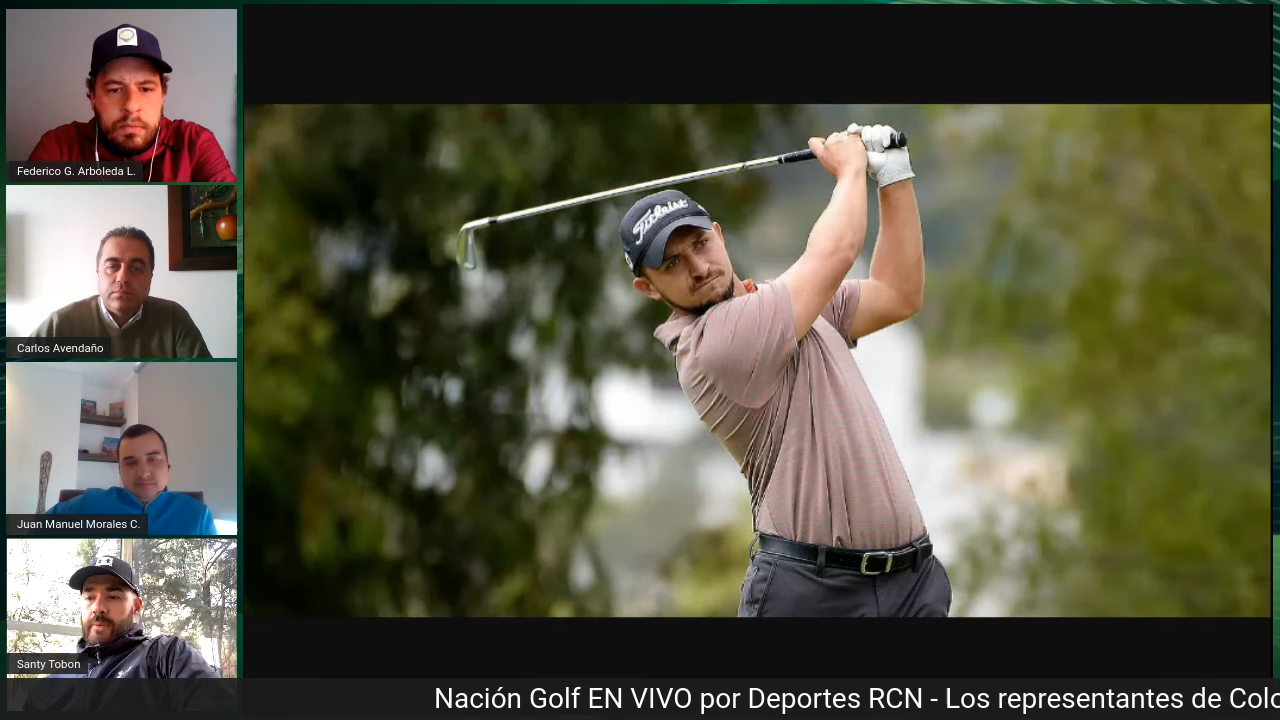 Federico G. Arboleda L.
Carlos Avendaño
Juan Manuel Morales C.
Santy Tobon
Titleist
Nación Golf EN VIVO por Deportes RCN - Los representantes de Colo